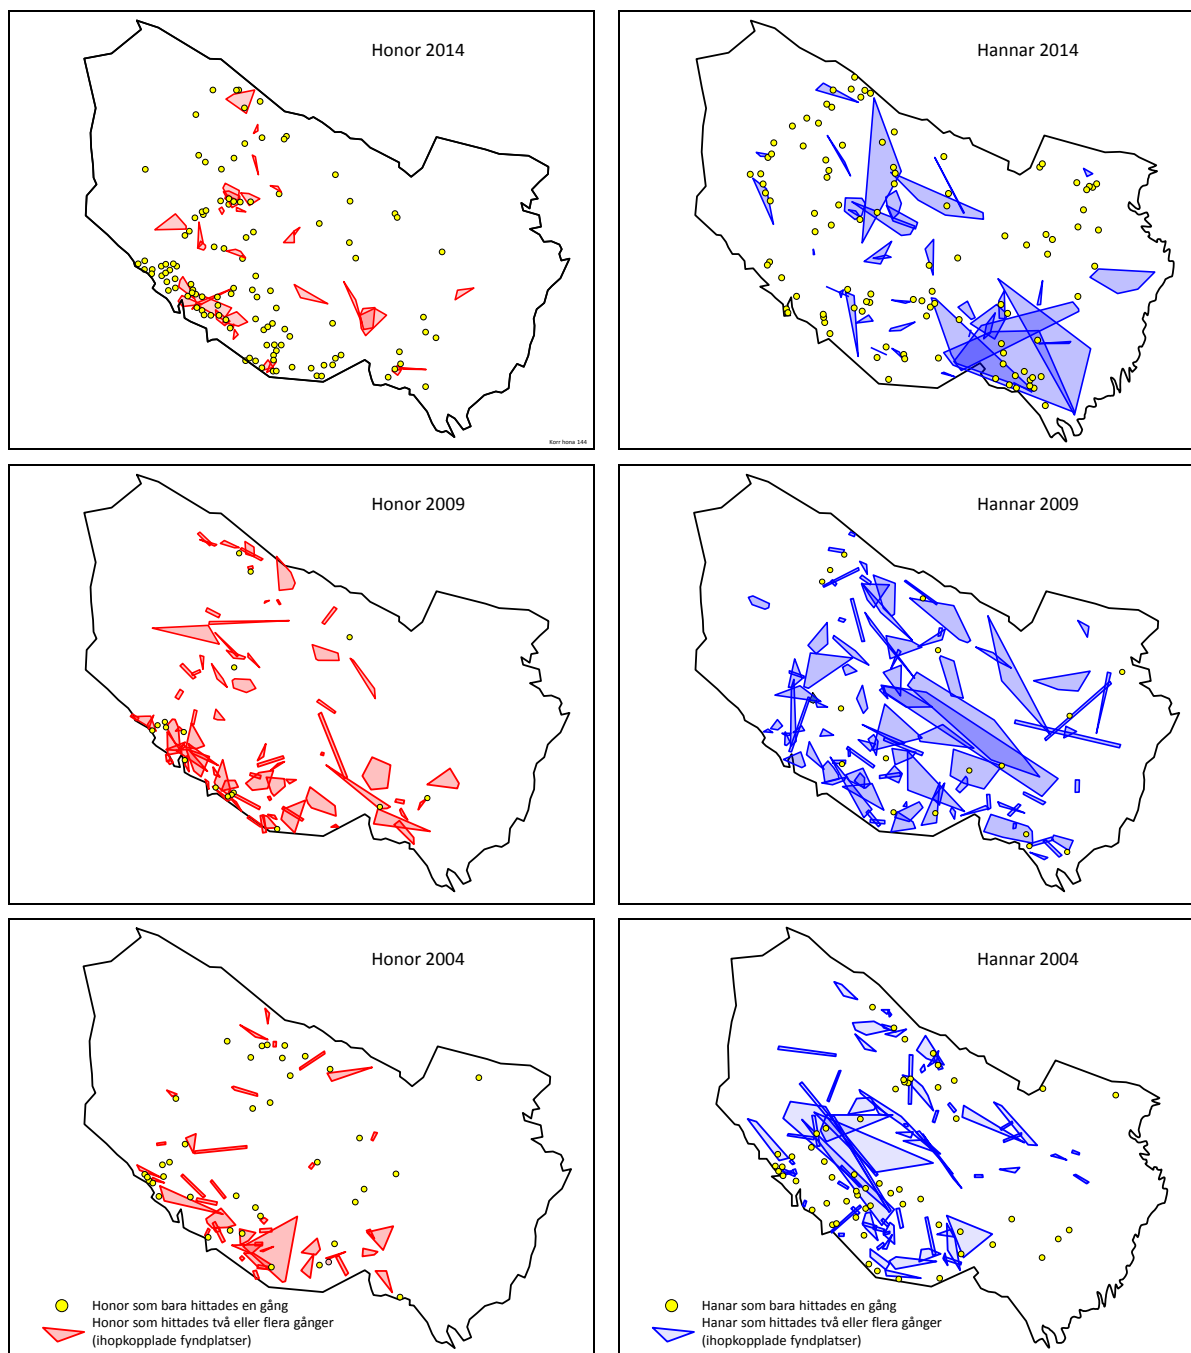 Honor 2014
Hannar 2014
Korr hona 144
Honor 2009
Hannar 2009
Honor 2004
Hannar 2004
Honor som bara hittades en gång
Honor som hittades två eller flera gånger
(ihopkopplade fyndplatser)
Hanar som bara hittades en gång
Hanar som hittades två eller flera gånger
(ihopkopplade fyndplatser)